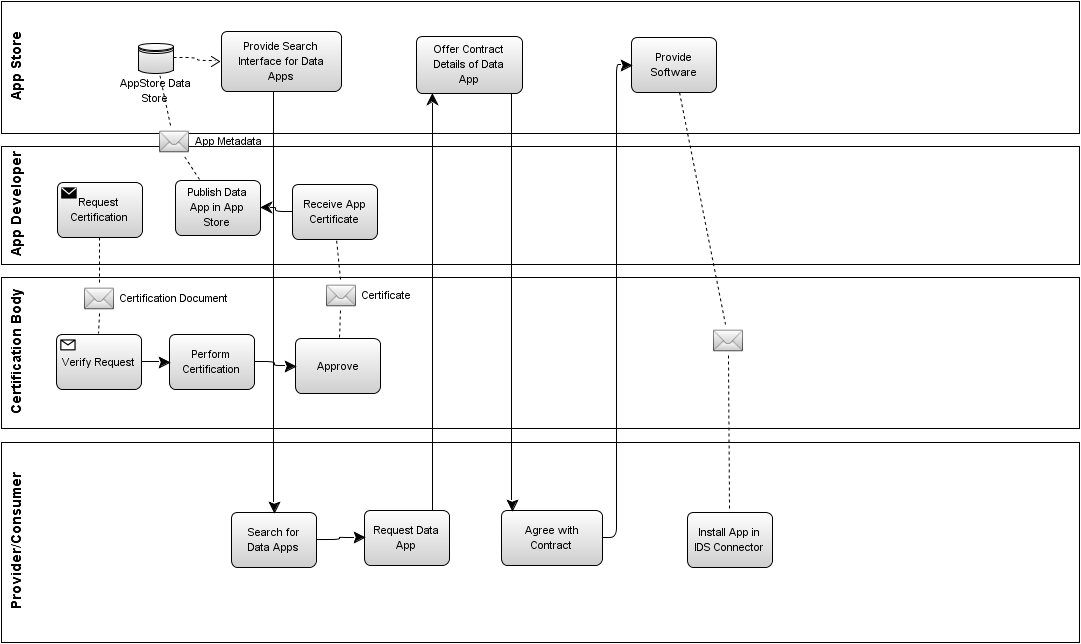 App Store
AppStore Data
Store
Provide Search
Interface for Data
Apps
Offer Contract
Details of Data
App
Provide
Software
App Metadata
App Developer
Request
Certification
Publish Data
App in App
Store
Receive App
Certificate
Certification Body
Certification Document
Certificate
Verify Request
Perform
Certification
Approve
Provider/Consumer
Search for
Data Apps
Request Data
App
Agree with
Contract
Install App in
IDS Connector